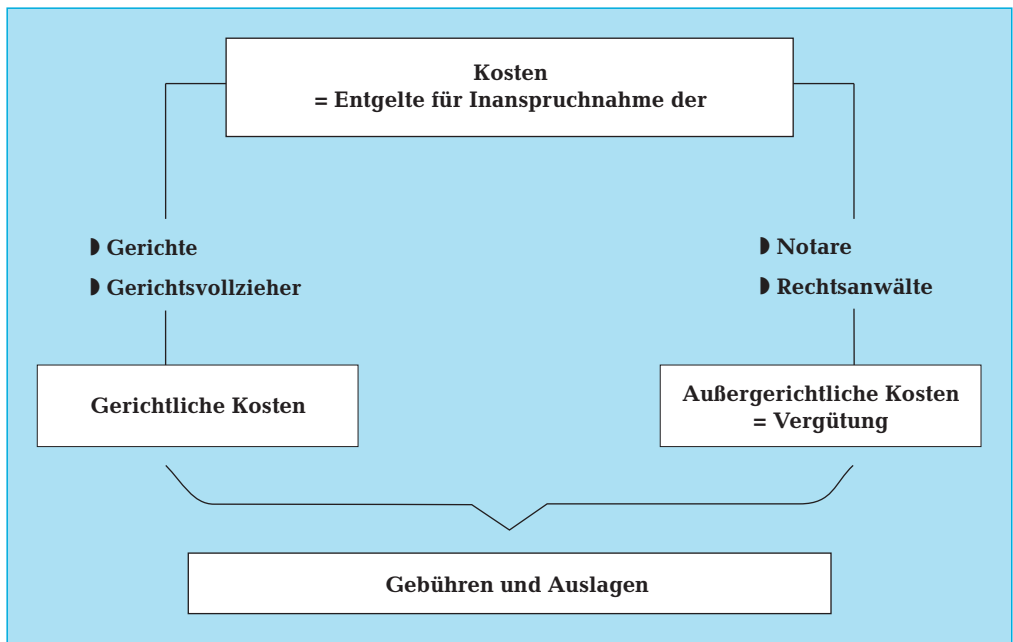 Kosten
= Entgelte für Inanspruchnahme der
◗ Gerichte
◗ Gerichtsvollzieher
◗ Notare
◗ Rechtsanwälte
Gerichtliche Kosten
Außergerichtliche Kosten
= Vergütung
Gebühren und Auslagen